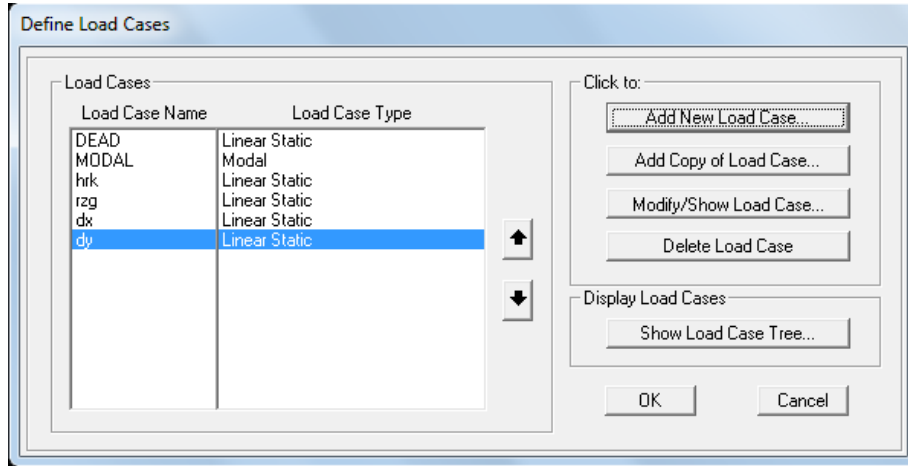 Define Load Cases
Load Cases
Load Case Name Load Case Type
DEAD Linear Static
MODAL Modal
hrk Linear Static
rzg Linear Static
dx Linear Static
dy Linear Static
Click to:
Add New Load Case...
Add Copy of Load Case...
Modify/Show Load Case...
Delete Load Case
Display Load Cases
Show Load Case Tree...
OK Cancel